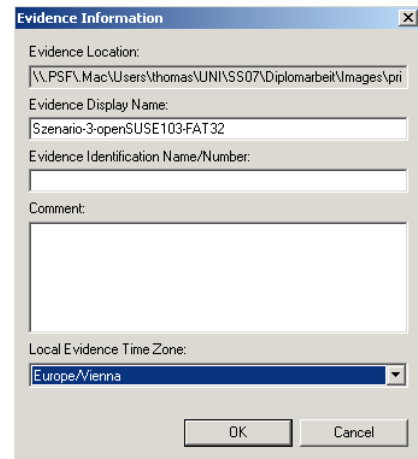 Evidence Information
Evidence Location:
\\.PSF\.Mac\Users\thomas\UNI\SS07\Diplomarbeit\Images\pri
Evidence Display Name:
Szenario-3-openSUSE103-FAT32
Evidence Identification Name/Number:
Comment:
Local Evidence Time Zone:
Europe/Vienna
OK Cancel